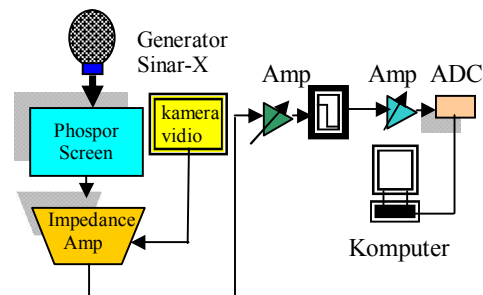 Generator
Sinar-X
Phospor
Screen
kamera
vidio
Impedance
Amp
Amp
Amp
ADC
Komputer